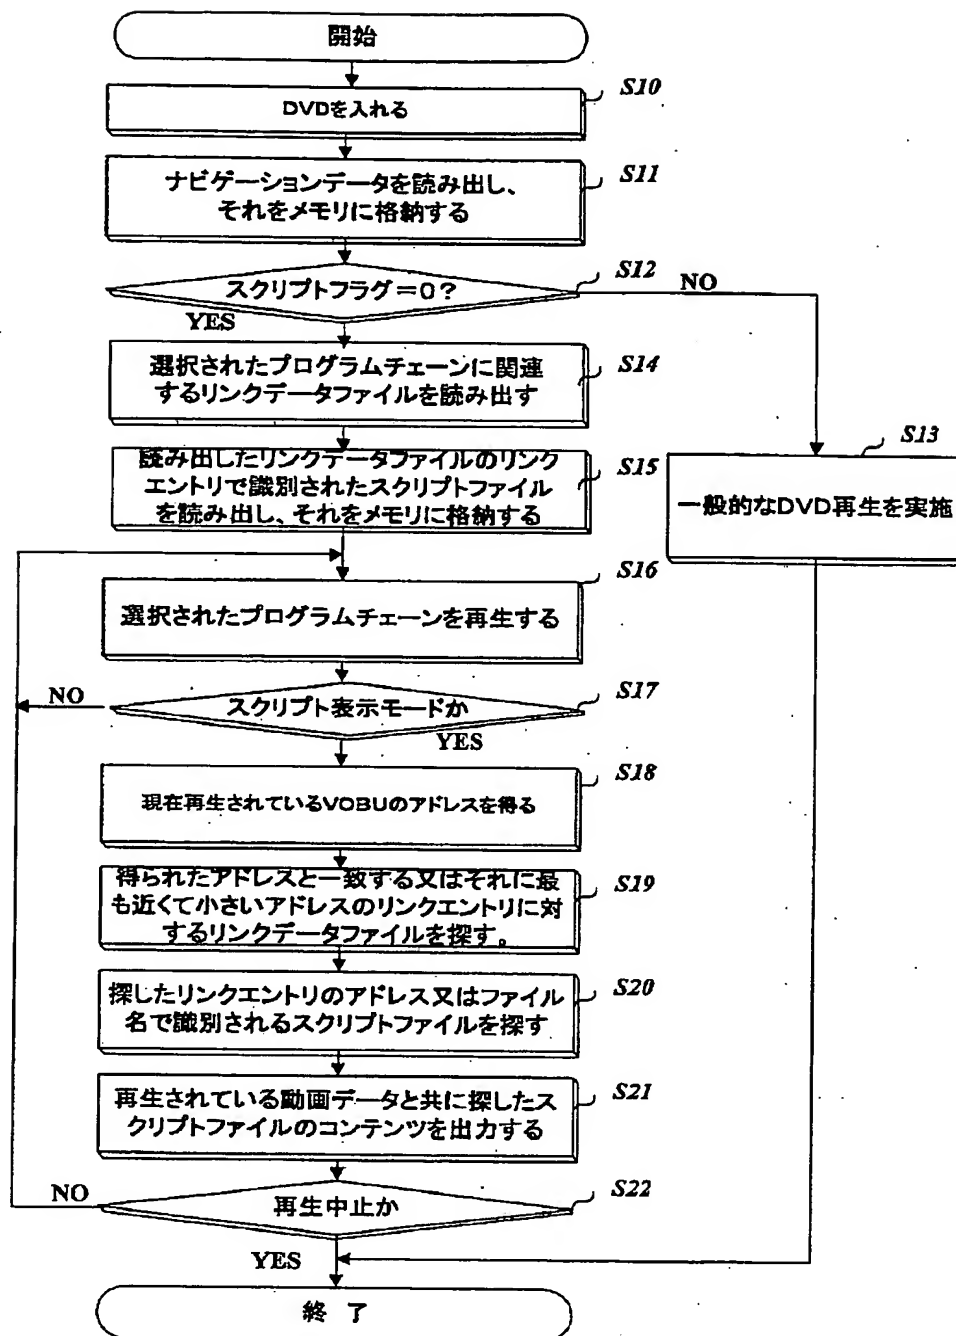 開始
S10
DVDを入れる
S11
ナビゲーションデータを読み出し、
それをメモリに格納する
S12
スクリプトフラグ=0?
NO
YES
S14
選択されたプログラムチェーンに関連
するリンクデータファイルを読み出す
S13
一般的なDVD再生を実施
S15
読み出したリンクデータファイルのリンク
エントリで識別されたスクリプトファイル
を読み出し、それをメモリに格納する
S16
選択されたプログラムチェーンを再生する
S17
NO
スクリプト表示モードか
YES
S18
現在再生されているVOBUのアドレスを得る
S19
得られたアドレスと一致する又はそれに最
も近くて小さいアドレスのリンクエントリに対
するリンクデータファイルを探す。
S20
探したリンクエントリのアドレス又はファイル
名で識別されるスクリプトファイルを探す
S21
再生されている動画データと共に探したス
クリプトファイルのコンテンツを出力する
S22
NO
再生中止か
YES
終了